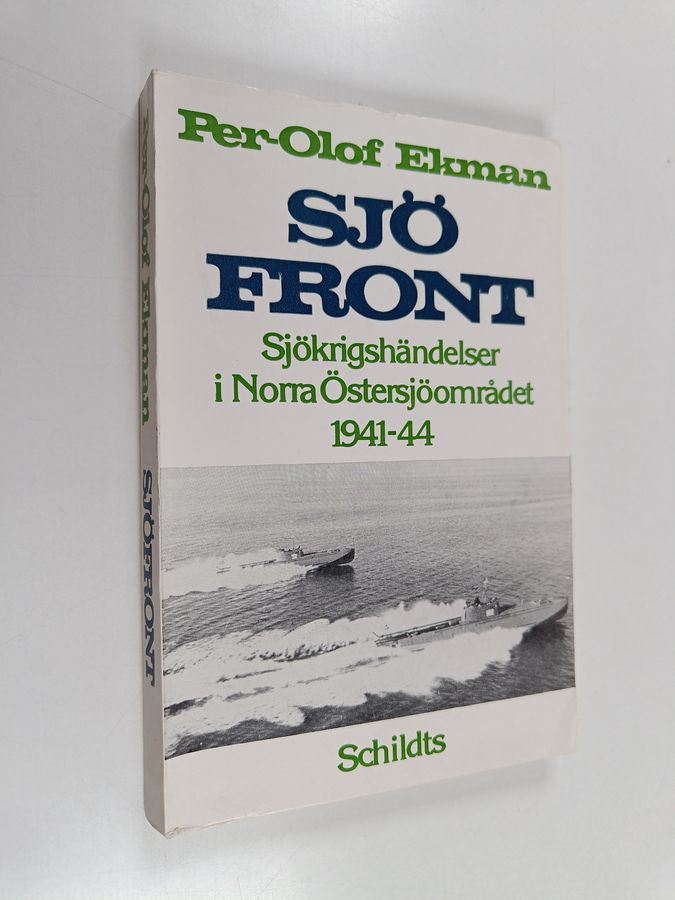 Per-Olof Ekman
SJÖ
FRONT
Sjökrigshändelser
i Norra Östersjöområdet
1941-44
Schildts
Per-Olof Ekman SJÖFRONT